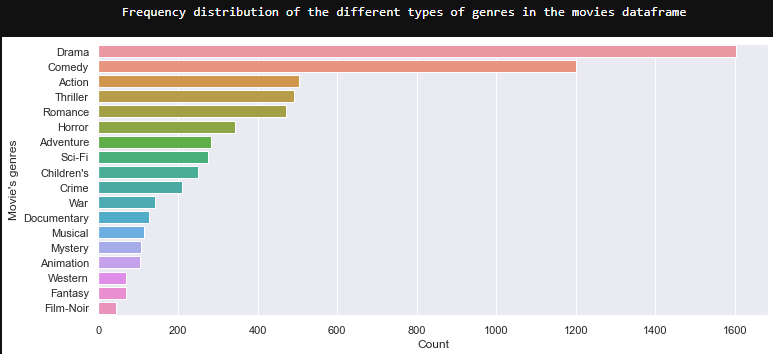 Frequency distribution of the different types of genres in the movies dataframe
Drama
Comedy
Action
Thriller
Romance
Horror
Adventure
Sci-Fi
Children's
Crime
War
Documentary
Musical
Mystery
Animation
Western
Fantasy
Film-Noir
Movie's genres
0 200 400 600 800 1000 1200 1400 1600
Count